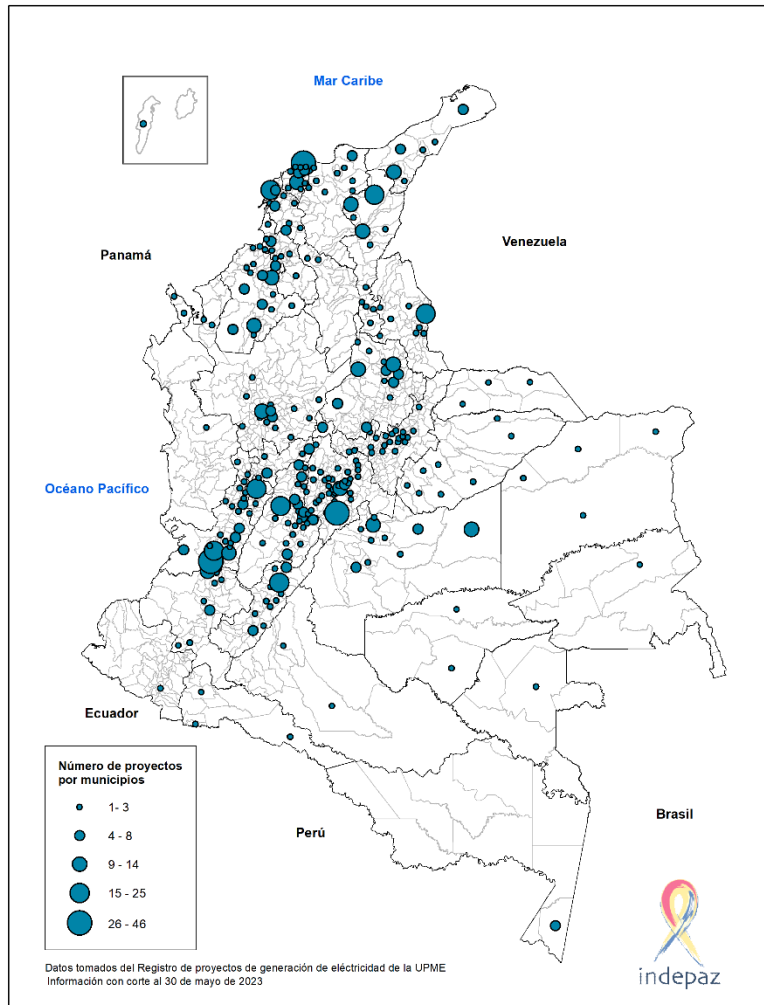 Mar Caribe
Panamá
Venezuela
Océano Pacífico
Ecuador
Perú
Brasil
Número de proyectos
por municipios
1- 3
4 - 8
9 - 14
15 - 25
26 - 46
Datos tomados del Registro de proyectos de generación de eléctricidad de la UPME
Información con corte al 30 de mayo de 2023
indepaz